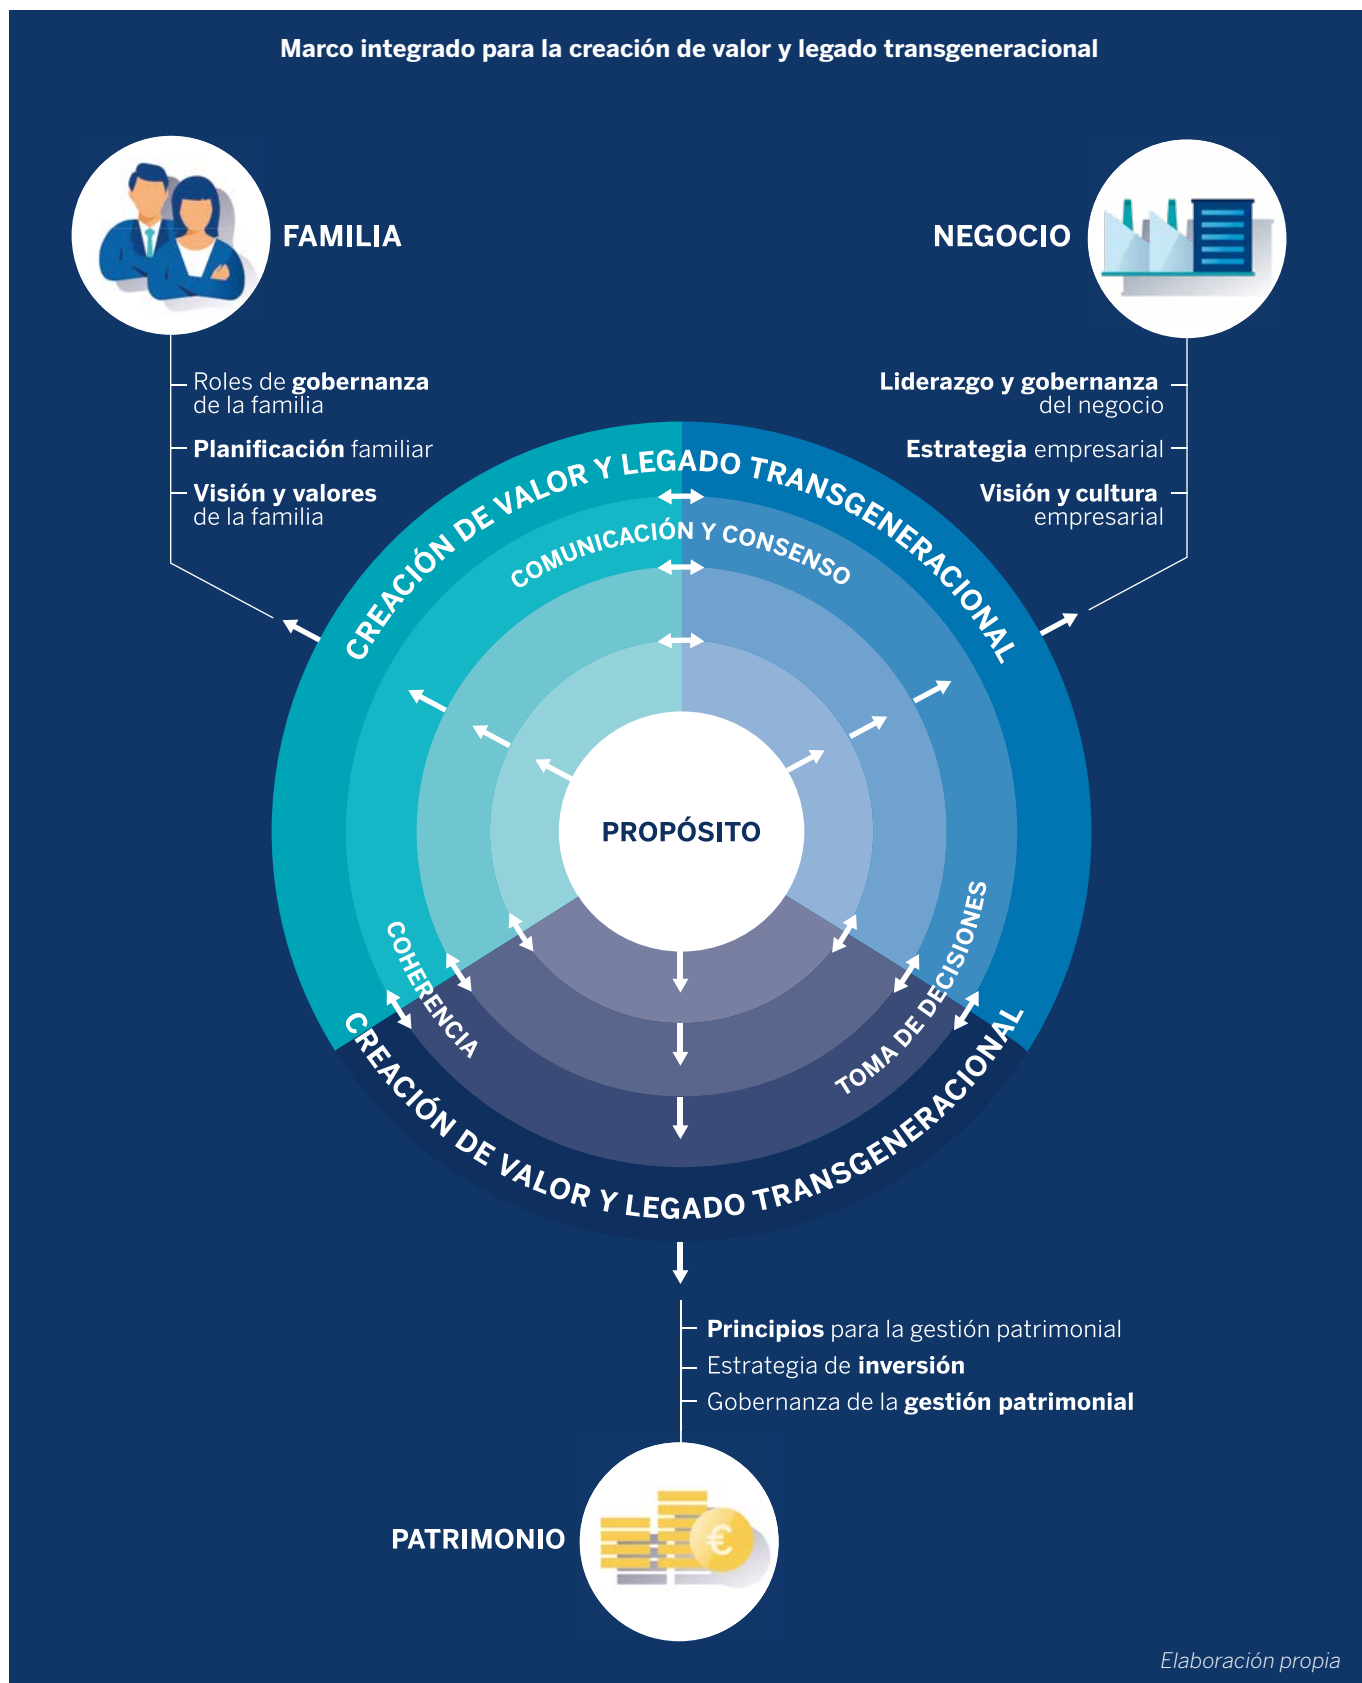 Marco integrado para la creación de valor y legado transgeneracional
FAMILIA
Roles de gobernanza
de la familia
Planificación familiar
Visión y valores
de la familia
NEGOCIO
Liderazgo y gobernanza
del negocio
Estrategia empresarial
Visión y cultura
empresarial
CREACIÓN DE VALOR Y LEGADO TRANSGENERACIONAL
COMUNICACIÓN Y CONSENSO
PROPÓSITO
COHERENCIA
TOMA DE DECISIONES
CREACIÓN DE VALOR Y LEGADO TRANSGENERACIONAL
Principios para la gestión patrimonial
Estrategia de inversión
Gobernanza de la gestión patrimonial
PATRIMONIO
€
Elaboración propia